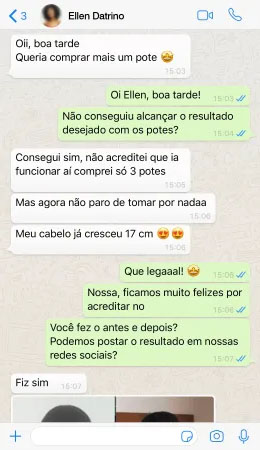 3
Ellen Datrino
Oii, boa tarde
Queria comprar mais um pote 🤩
15:03
Oi Ellen, boa tarde!
15:03
Não conseguiu alcançar o resultado
desejado com os potes?
15:04
Consegui sim, não acreditei que ia
funcionar aí comprei só 3 potes
15:05
Mas agora não paro de tomar por nadaa
15:06
Meu cabelo já cresceu 17 cm 😍😍
15:06
Que legaaal! 🤩
15:06
Nossa, ficamos muito felizes por
acreditar no
15:06
Você fez o antes e depois?
Podemos postar o resultado em nossas
redes sociais?
15:07
Fiz sim
15:07